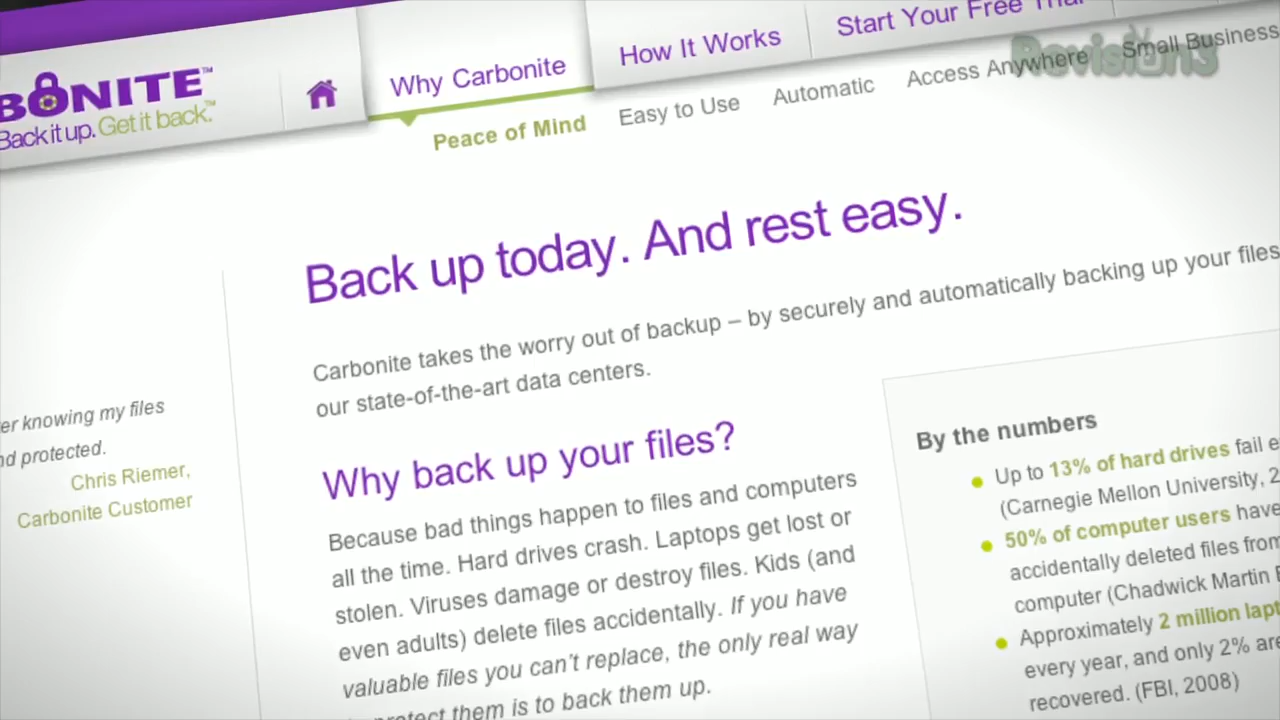 BONITE™
Back it up. Get it back.™
Why Carbonite
How It Works
Start Your Free Trial
Peace of Mind
Easy to Use
Automatic
Access Anywhere
Small Business
Revision3
Back up today. And rest easy.
Carbonite takes the worry out of backup – by securely and automatically backing up your files
our state-of-the-art data centers.
er knowing my files
nd protected.
Chris Riemer,
Carbonite Customer
Why back up your files?
Because bad things happen to files and computers
all the time. Hard drives crash. Laptops get lost or
stolen. Viruses damage or destroy files. Kids (and
even adults) delete files accidentally. If you have
valuable files you can't replace, the only real way
protect them is to back them up.
By the numbers
Up to 13% of hard drives fail e
(Carnegie Mellon University, 2
50% of computer users have
accidentally deleted files from
computer (Chadwick Martin B
Approximately 2 million lapt
every year, and only 2% are
recovered. (FBI, 2008)